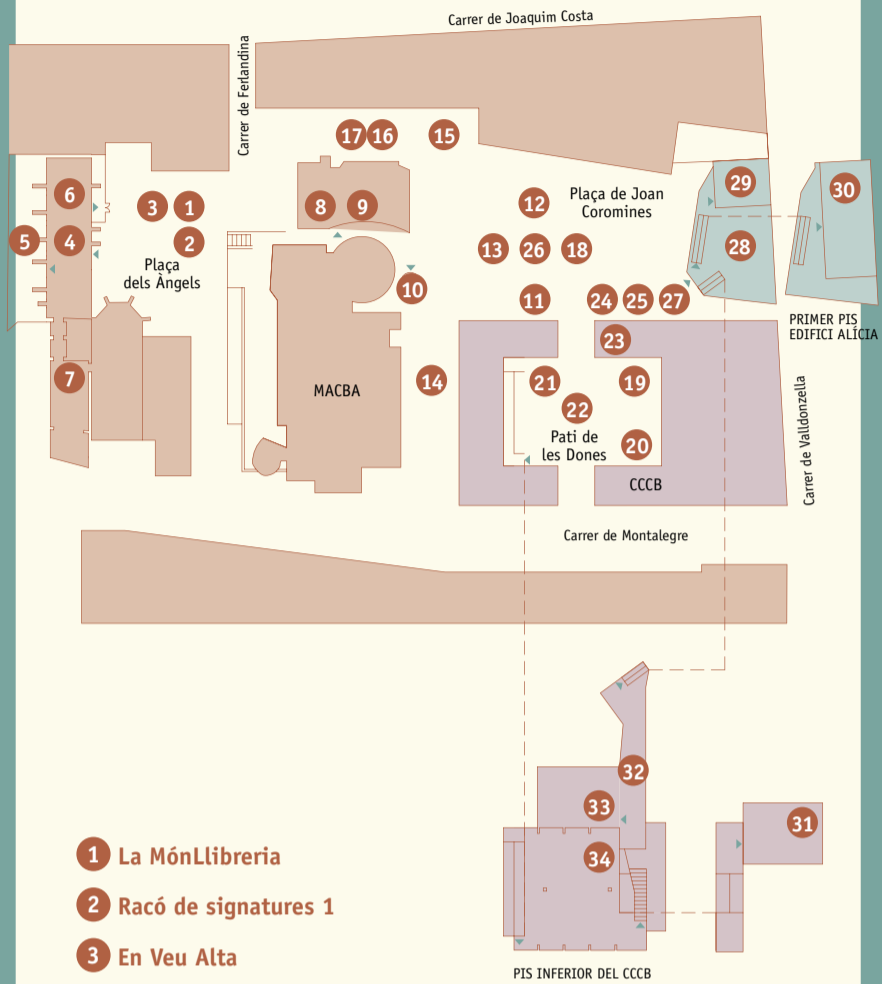 Carrer de Joaquim Costa
Carrer de Ferlandina
17 16 15
6 3 1
8 9 12
Plaça de Joan
Coromines
29 30
5 4 2
13 26 18
28
Plaça
dels Àngels
10
11 24 25 27
PRIMER PIS
EDIFICI ALÍCIA
23
7
MACBA
14
21 19
22
Pati de
les Dones
20
CCCB
Carrer de Valldonzella
Carrer de Montalegre
32
33
31
34
1 La MónLlibreria
2 Racó de signatures 1
3 En Veu Alta
PIS INFERIOR DEL CCCB